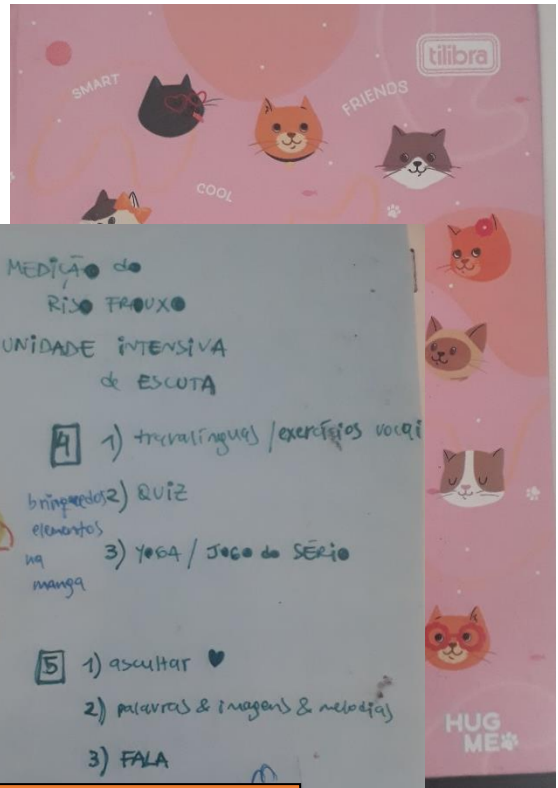 tilibra
SMART
FRIENDS
COOL
MEDIÇÃO do
RISO FROUXO
UNIDADE INTENSIVA
de ESCUTA
4 1) travalínguas / exercísios vocai
brinquedos
elementos
na
manga
2) QUIZ
3) YOGA / JOGO do SÉRIO
5 1) ascultar ♥
2) palavras & imagens & melodias
3) FALA
HUG
ME